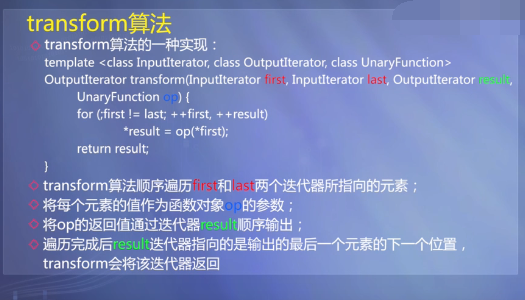 transform算法
transform算法的一种实现：
template <class InputIterator, class OutputIterator, class UnaryFunction>
OutputIterator transform(InputIterator first, InputIterator last, OutputIterator result,
UnaryFunction op) {
for (;first != last; ++first, ++result)
*result = op(*first);
return result;
}
transform算法顺序遍历first和last两个迭代器所指向的元素；
将每个元素的值作为函数对象op的参数；
将op的返回值通过迭代器result顺序输出；
遍历完成后result迭代器指向的是输出的最后一个元素的下一个位置，
transform会将该迭代器返回